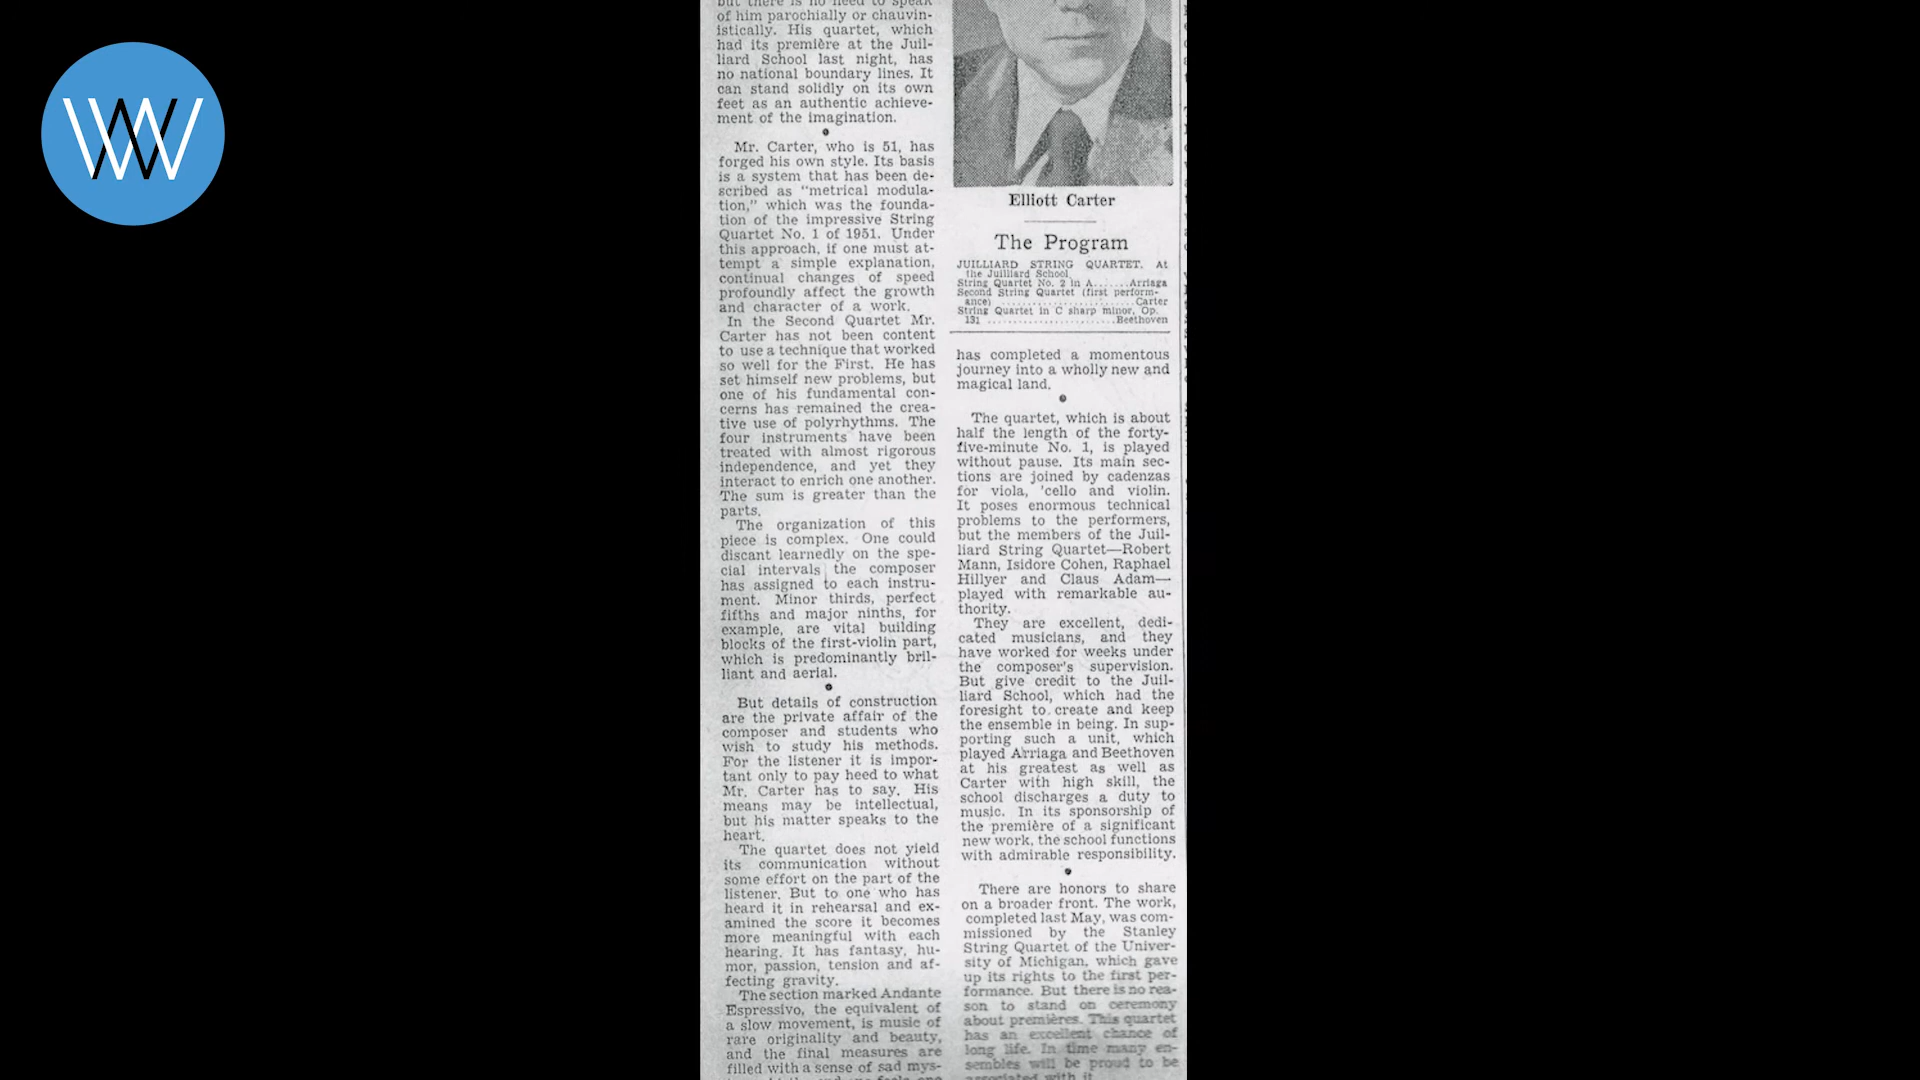 W
but there is no need to speak
of him parochially or chauvin-
istically. His quartet, which
had its première at the Juil-
liard School last night, has
no national boundary lines. It
can stand solidly on its own
feet as an authentic achieve-
ment of the imagination.
Mr. Carter, who is 51, has
forged his own style. Its basis
is a system that has been de-
scribed as "metrical modula-
tion," which was the founda-
tion of the impressive String
Quartet No. 1 of 1951. Under
this approach, if one must at-
tempt a simple explanation,
continual changes of speed
profoundly affect the growth
and character of a work.
In the Second Quartet Mr.
Carter has not been content
to use a technique that worked
so well for the First. He has
set himself new problems, but
one of his fundamental con-
cerns has remained the crea-
tive use of polyrhythms. The
four instruments have been
treated with almost rigorous
independence, and yet they
interact to enrich one another.
The sum is greater than the
parts.
The organization of this
piece is complex. One could
discant learnedly on the spe-
cial intervals the composer
has assigned to each instru-
ment. Minor thirds, perfect
fifths and major ninths, for
example, are vital building
blocks of the first-violin part,
which is predominantly bril-
liant and aerial.
But details of construction
are the private affair of the
composer and students who
wish to study his methods.
For the listener it is impor-
tant only to pay heed to what
Mr. Carter has to say. His
means may be intellectual,
but his matter speaks to the
heart.
The quartet does not yield
its communication without
some effort on the part of the
listener. But to one who has
heard it in rehearsal and ex-
amined the score it becomes
more meaningful with each
hearing. It has fantasy, hu-
mor, passion, tension and af-
fecting gravity.
The section marked Andante
Espressivo, the equivalent of
a slow movement, is music of
rare originality and beauty,
and the final measures are
filled with a sense of sad mys-
Elliott Carter
The Program
JUILLIARD STRING QUARTET. At
the Juilliard School.
String Quartet No. 2 in A.......Arriaga
Second String Quartet (first perform-
ance) .......................Carter
String Quartet in C sharp minor, Op.
131 ......................Beethoven
has completed a momentous
journey into a wholly new and
magical land.
The quartet, which is about
half the length of the forty-
five-minute No. 1, is played
without pause. Its main sec-
tions are joined by cadenzas
for viola, 'cello and violin.
It poses enormous technical
problems to the performers,
but the members of the Juil-
liard String Quartet—Robert
Mann, Isidore Cohen, Raphael
Hillyer and Claus Adam—
played with remarkable au-
thority.
They are excellent, dedi-
cated musicians, and they
have worked for weeks under
the composer's supervision.
But give credit to the Juil-
liard School, which had the
foresight to create and keep
the ensemble in being. In sup-
porting such a unit, which
played Arriaga and Beethoven
at his greatest as well as
Carter with high skill, the
school discharges a duty to
music. In its sponsorship of
the première of a significant
new work, the school functions
with admirable responsibility.
There are honors to share
on a broader front. The work,
completed last May, was com-
missioned by the Stanley
String Quartet of the Univer-
sity of Michigan, which gave
up its rights to the first per-
formance. But there is no rea-
son to stand on ceremony
about premières. This quartet
has an excellent chance of
long life. In time many en-
sembles will be proud to be
associated with it.